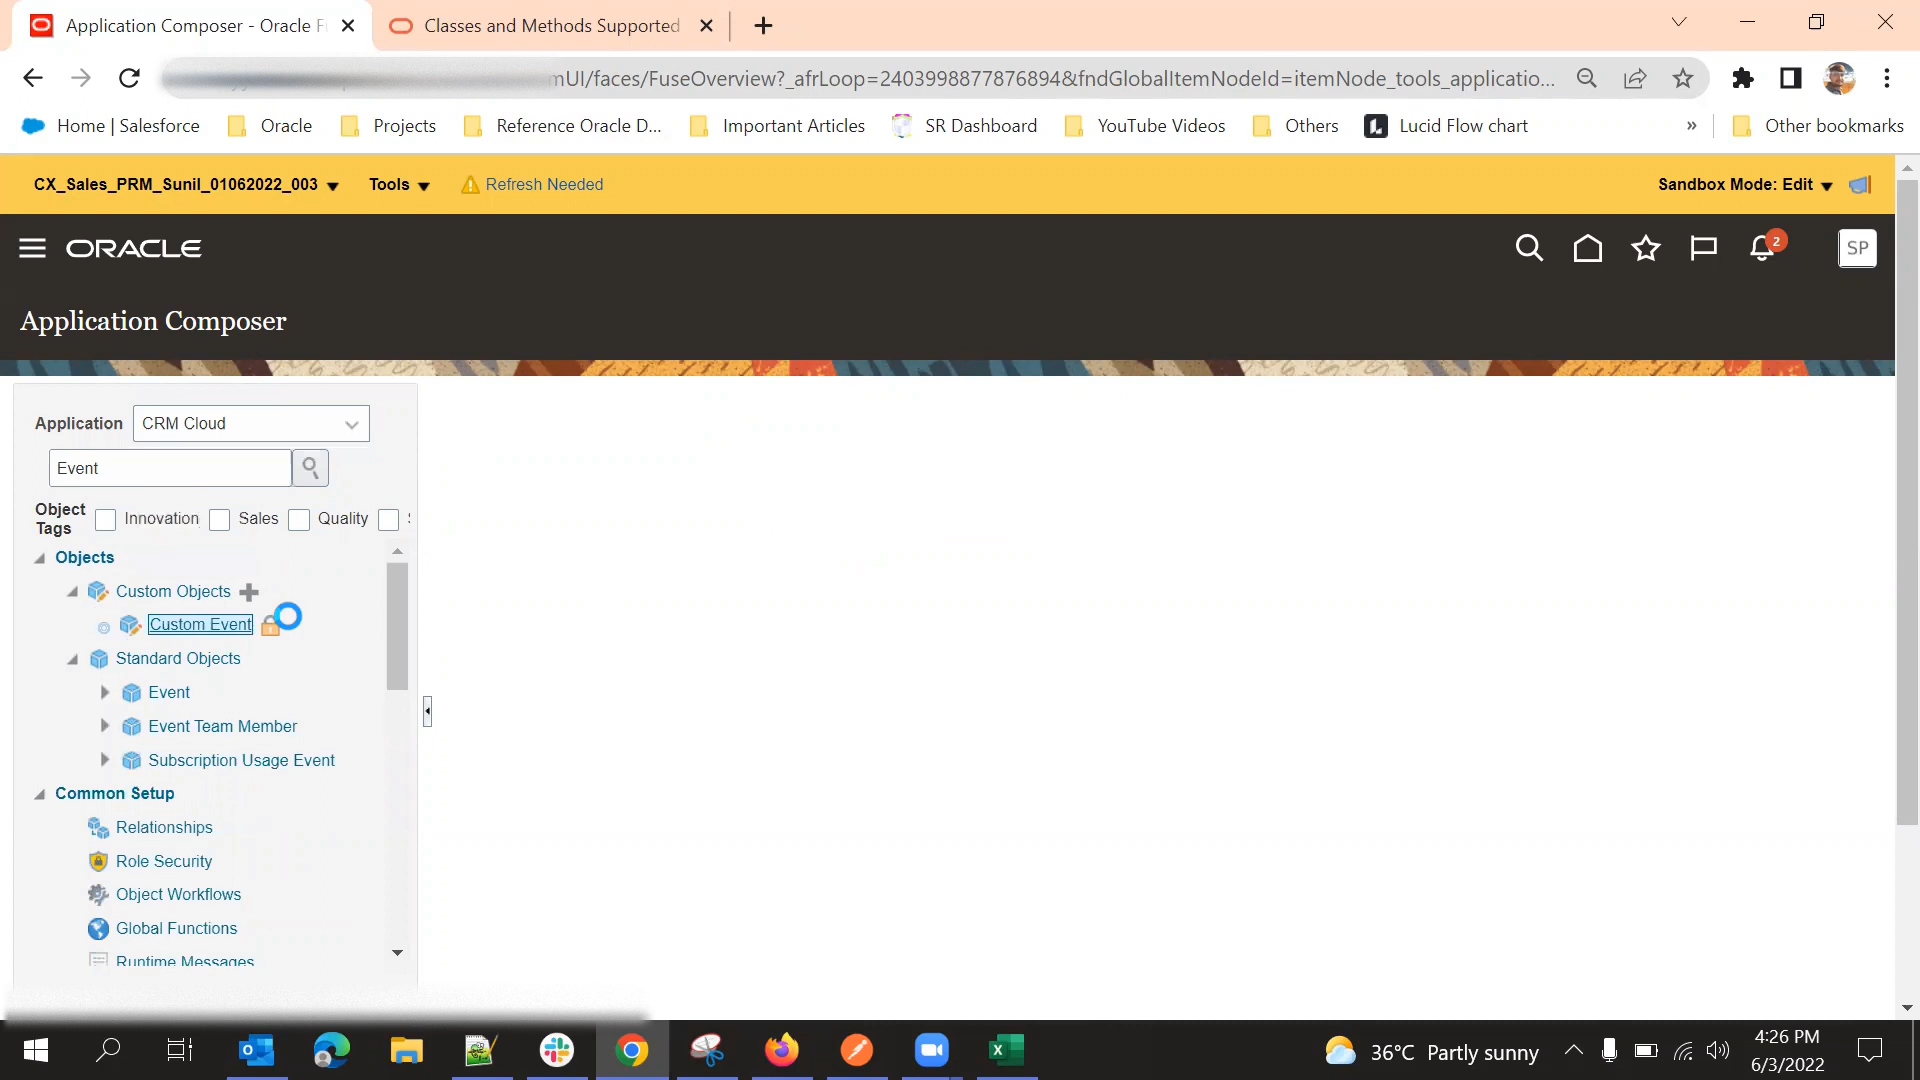 Application Composer - Oracle F
Classes and Methods Supported
mUI/faces/FuseOverview?_afrLoop=2403998877876894&fndGlobalItemNodeId=itemNode_tools_applicatio...
Home | Salesforce
Oracle
Projects
Reference Oracle D...
Important Articles
SR Dashboard
YouTube Videos
Others
Lucid Flow chart
»
Other bookmarks
CX_Sales_PRM_Sunil_01062022_003
Tools
Refresh Needed
Sandbox Mode: Edit
ORACLE
2
SP
Application Composer
Application
CRM Cloud
Event
Object Tags
Innovation
Sales
Quality
Objects
Custom Objects
Custom Event
Standard Objects
Event
Event Team Member
Subscription Usage Event
Common Setup
Relationships
Role Security
Object Workflows
Global Functions
Runtime Messages
36°C Partly sunny
4:26 PM
6/3/2022